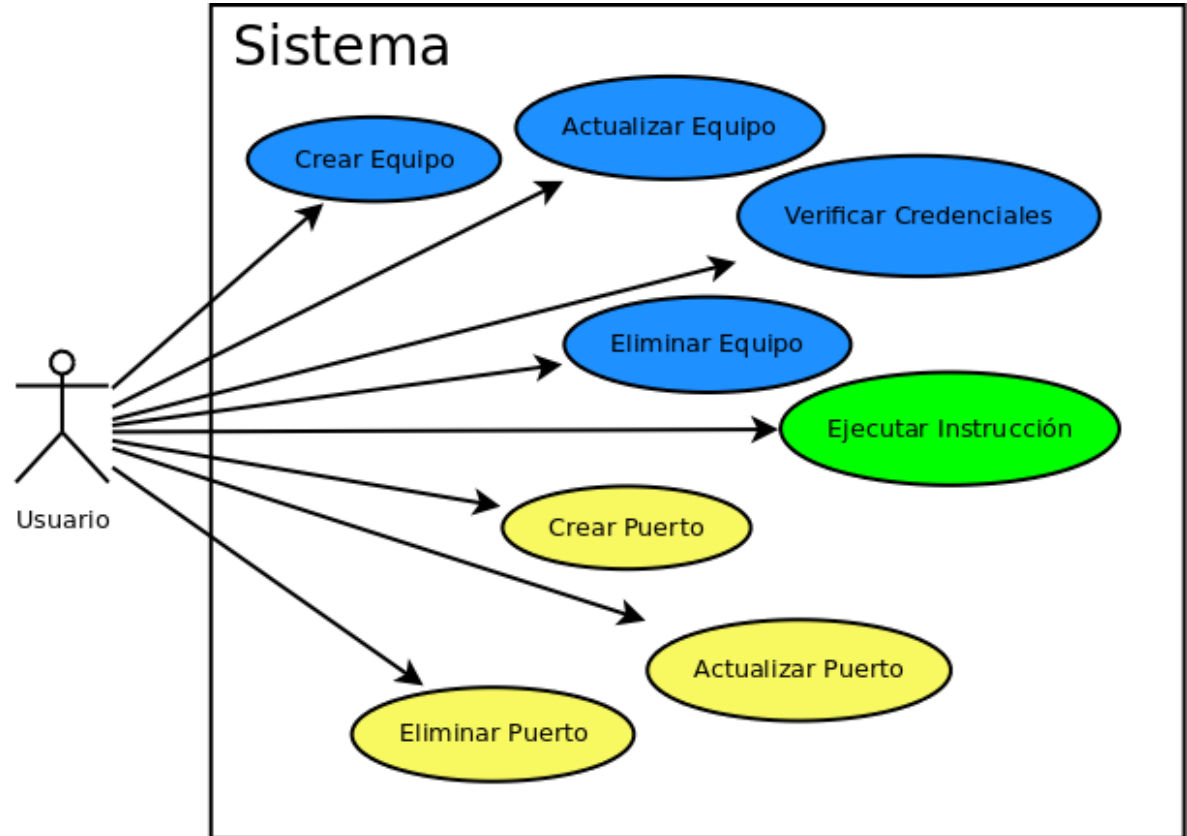 Sistema
Actualizar Equipo
Crear Equipo
Verificar Credenciales
Eliminar Equipo
Ejecutar Instrucción
Usuario
Crear Puerto
Actualizar Puerto
Eliminar Puerto